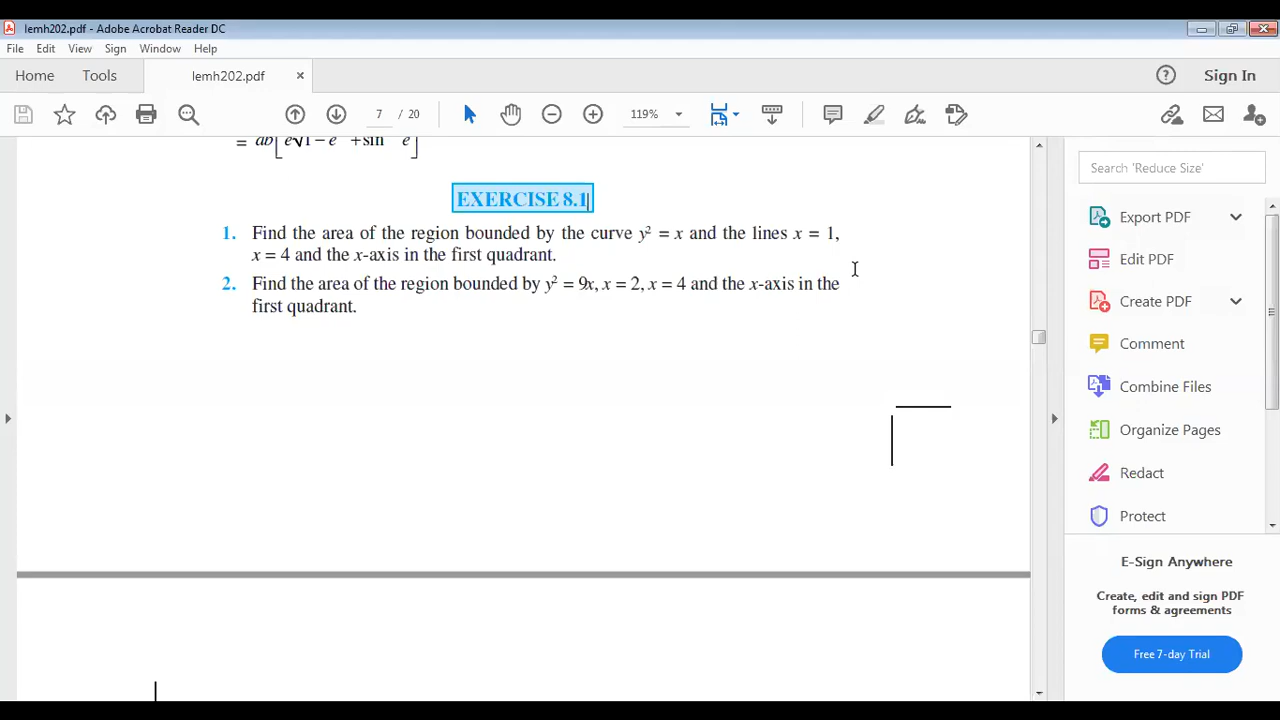 lemh202.pdf - Adobe Acrobat Reader DC
File Edit View Sign Window Help
Home Tools lemh202.pdf × ? Sign In
7 / 20 119%
= ab[e√1 – e + sin e]
EXERCISE 8.1
1. Find the area of the region bounded by the curve y² = x and the lines x = 1,
x = 4 and the x-axis in the first quadrant.
2. Find the area of the region bounded by y² = 9x, x = 2, x = 4 and the x-axis in the
first quadrant.
Search 'Reduce Size'
Export PDF
Edit PDF
Create PDF
Comment
Combine Files
Organize Pages
Redact
Protect
E-Sign Anywhere
Create, edit and sign PDF
forms & agreements
Free 7-day Trial